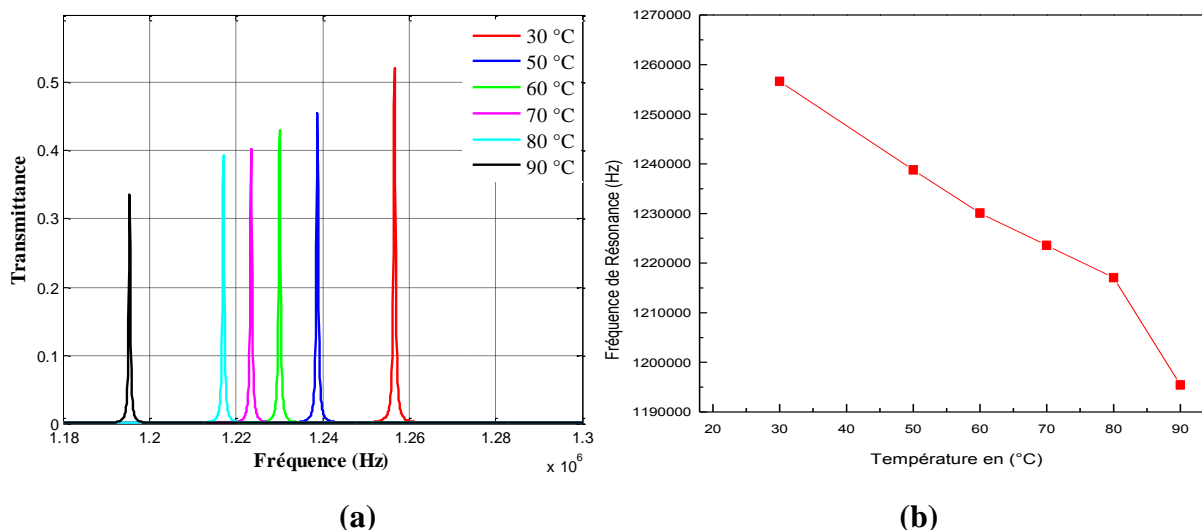 30 °C
50 °C
60 °C
70 °C
80 °C
90 °C
Transmittance
0.5
0.4
0.3
0.2
0.1
0
1.18
1.2
1.22
1.24
1.26
1.28
1.3
Fréquence (Hz)
x 10^6
(a)
Fréquence de Résonance (Hz)
1270000
1260000
1250000
1240000
1230000
1220000
1210000
1200000
1190000
20
30
40
50
60
70
80
90
Température en (°C)
(b)